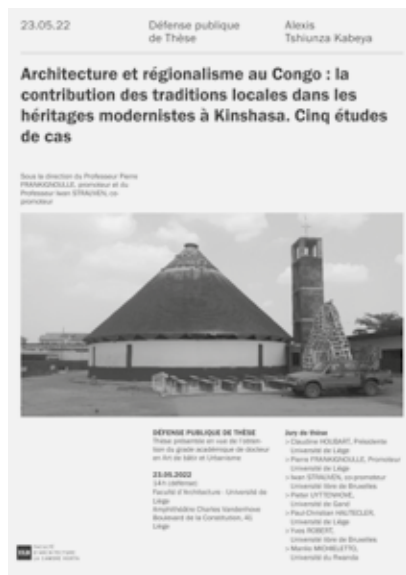 23.05.22
Défense publique
de Thèse
Alexis
Tshiunza Kabeya
Architecture et régionalisme au Congo : la
contribution des traditions locales dans les
héritages modernistes à Kinshasa. Cinq études
de cas
Sous la direction du Professeur Pierre
FRANKIGNOULLE, promoteur et du
Professeur Iwan STRAUVEN, co-
promoteur
DÉFENSE PUBLIQUE DE THÈSE
Thèse présentée en vue de l'obten-
tion du grade académique de docteur
en Art de bâtir et Urbanisme
23.05.2022
14h (défense)
Faculté d'Architecture - Université de
Liège
Amphithéâtre Charles Vandenhove
Boulevard de la Constitution, 41
Liège
Jury de thèse
> Claudine HOUBART, Présidente
Université de Liège
> Pierre FRANKIGNOULLE, Promoteur
Université de Liège
> Iwan STRAUVEN, co-promoteur
Université libre de Bruxelles
> Pieter UYTTENHOVE,
Université de Gand
> Paul-Christian HAUTECLER,
Université de Liège
> Yves ROBERT,
Université libre de Bruxelles
> Manlio MICHIELETTO,
Université du Rwanda
FACULTÉ
D'ARCHITECTURE
LA CAMBRE HORTA